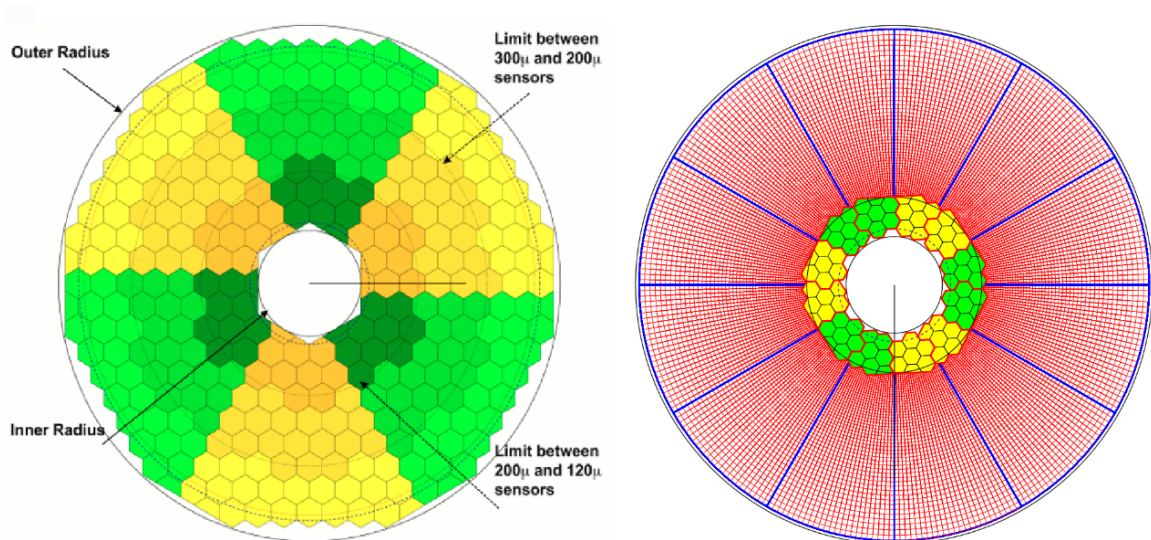 Outer Radius
Limit between
300μ and 200μ
sensors
Inner Radius
Limit between
200μ and 120μ
sensors